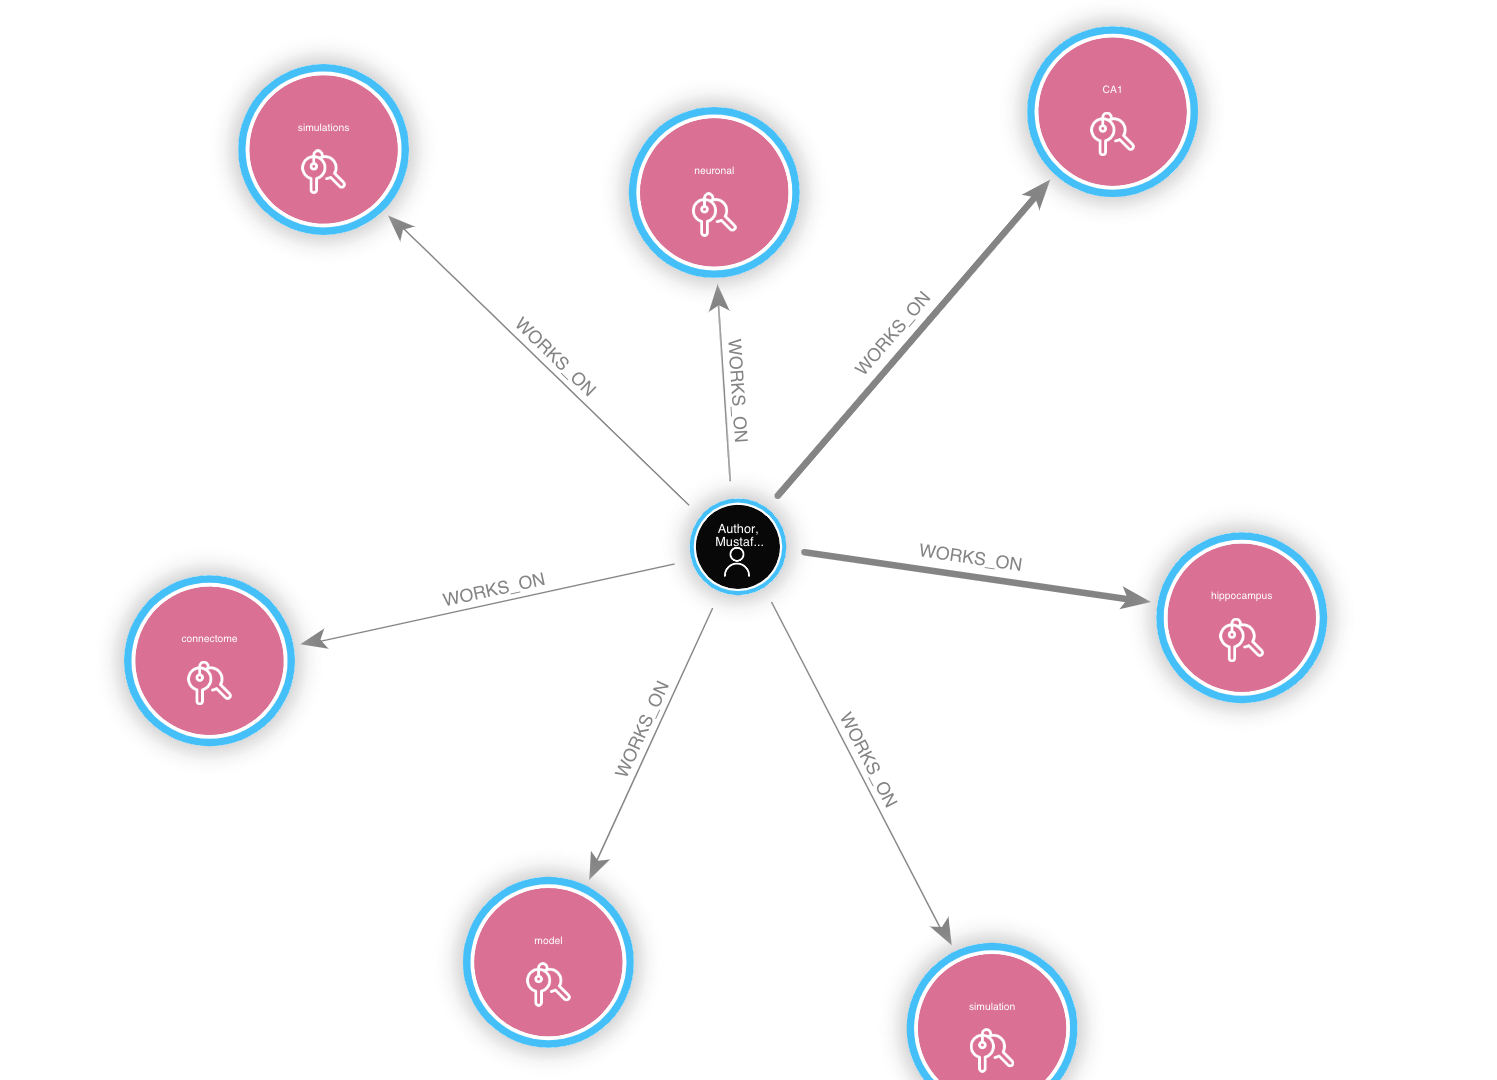 CA1
simulations
neuronal
WORKS_ON
WORKS_ON
WORKS_ON
Author,
Mustaf...
WORKS_ON
WORKS_ON
hippocampus
connectome
WORKS_ON
WORKS_ON
model
simulation